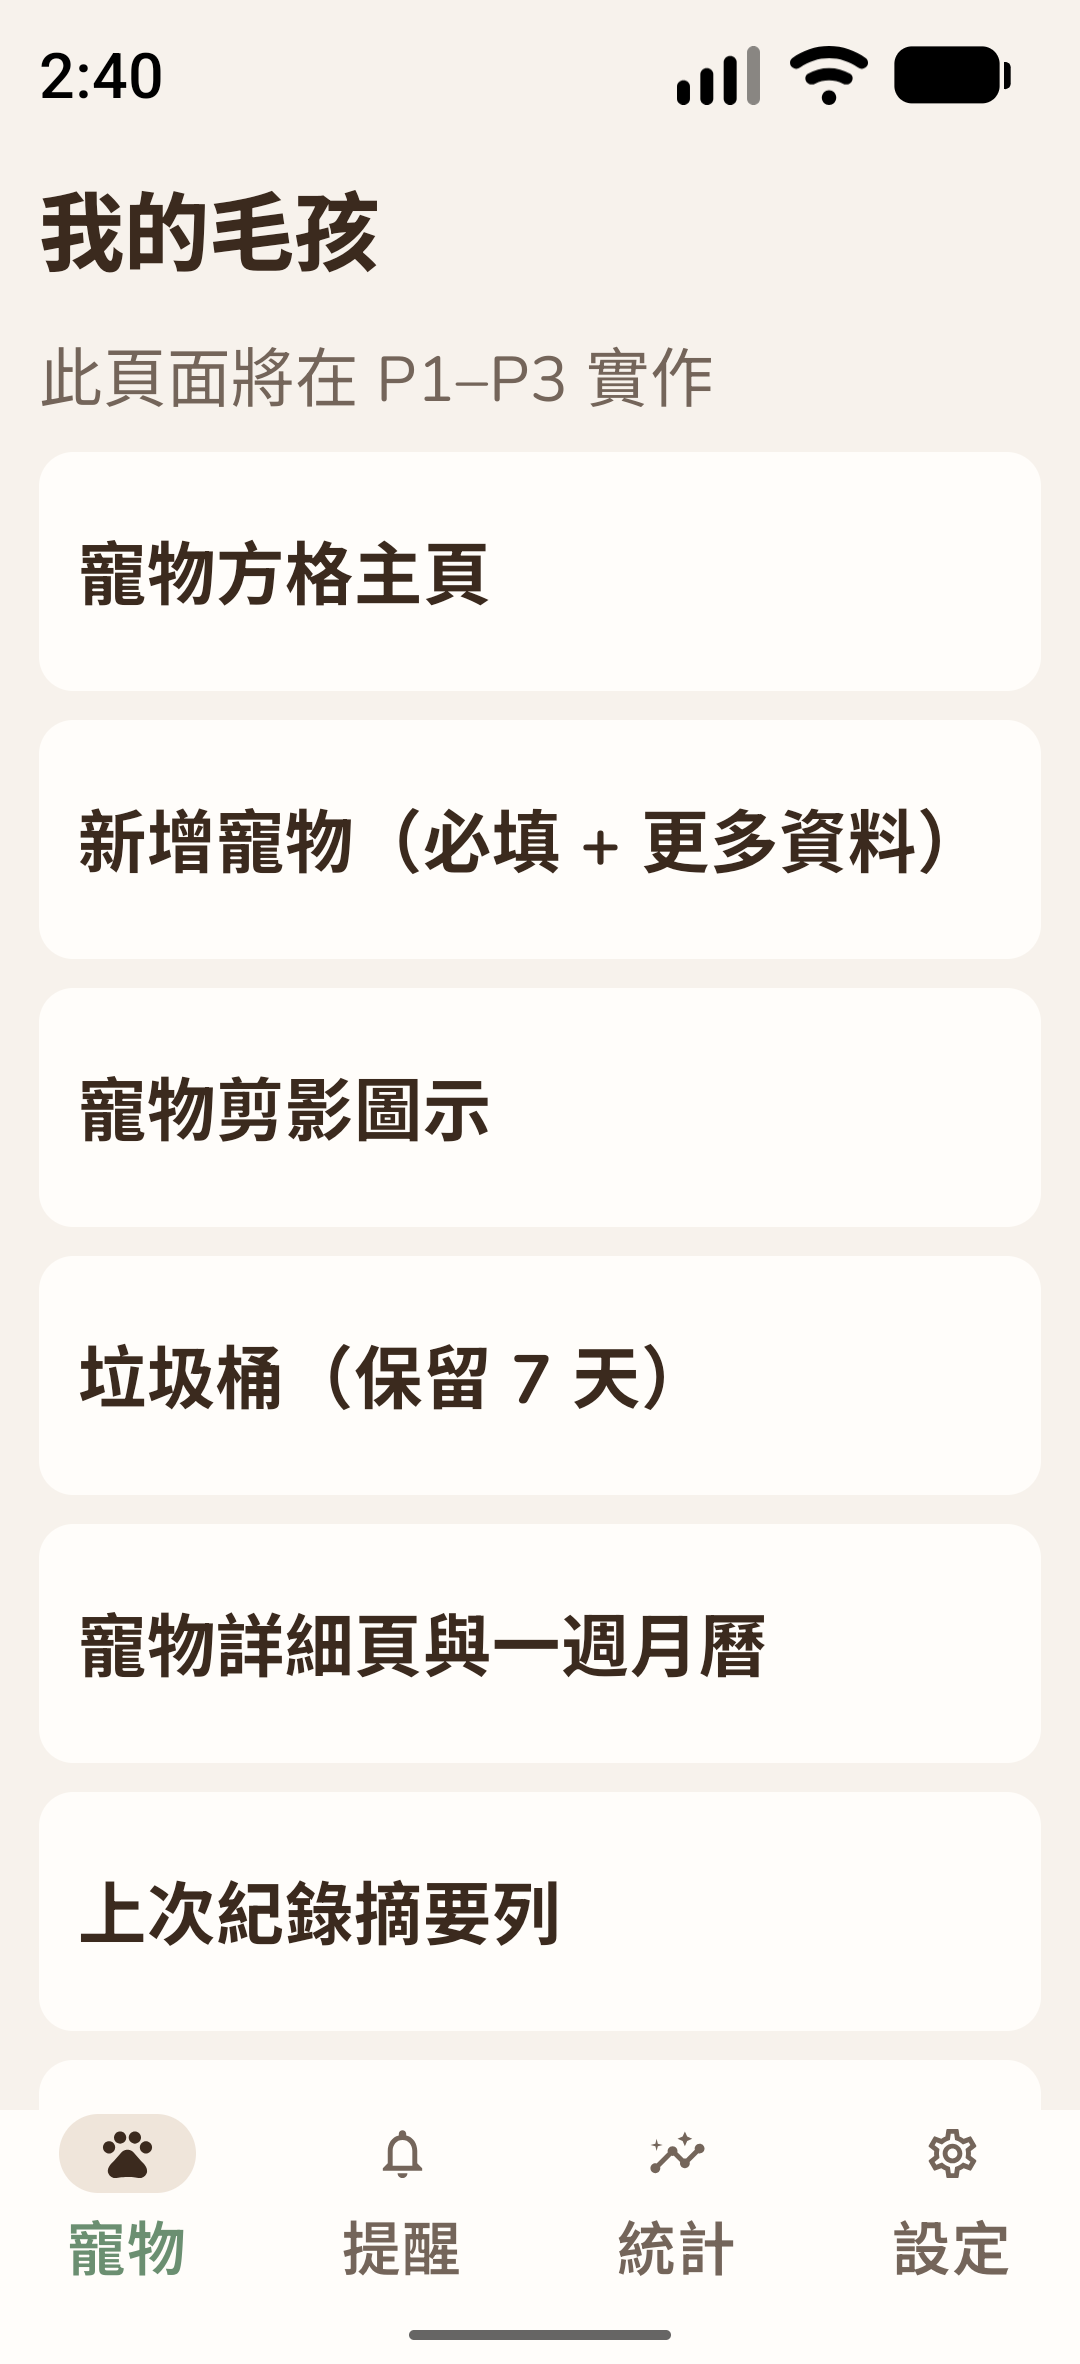 2:40
我的毛孩
此頁面將在 P1–P3 實作
寵物方格主頁
新增寵物（必填 + 更多資料）
寵物剪影圖示
垃圾桶（保留 7 天）
寵物詳細頁與一週月曆
上次紀錄摘要列
寵物
提醒
統計
設定